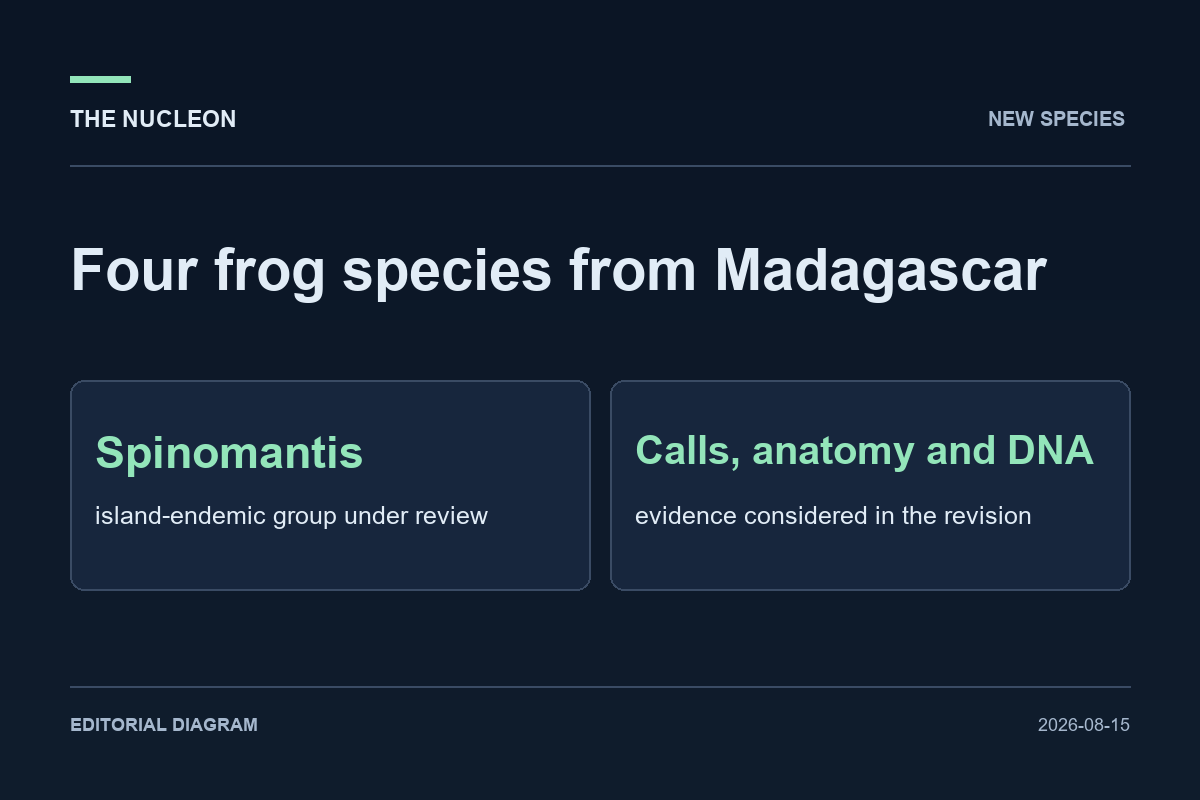 THE NUCLEON
NEW SPECIES
Four frog species from Madagascar
Spinomantis
island-endemic group under review
Calls, anatomy and DNA
evidence considered in the revision
EDITORIAL DIAGRAM
2026-08-15